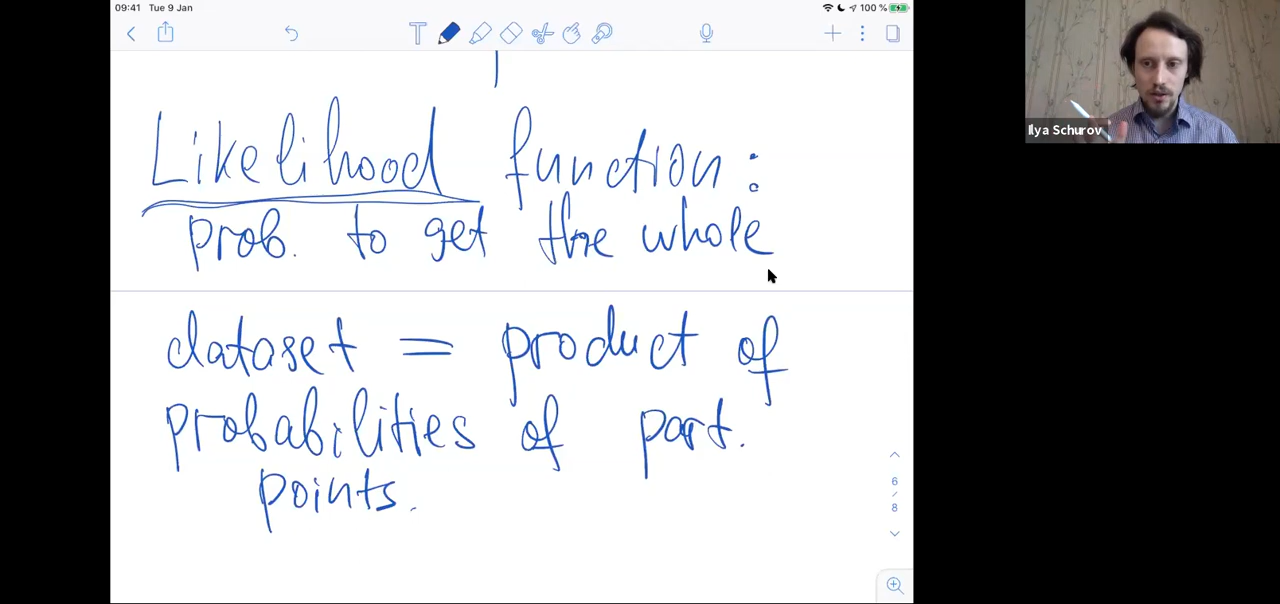 09:41 Tue 9 Jan
100 %
T
Likelihood function:
prob. to get the whole
dataset = product of
probabilities of part.
points.
6
/
8
Ilya Schurov